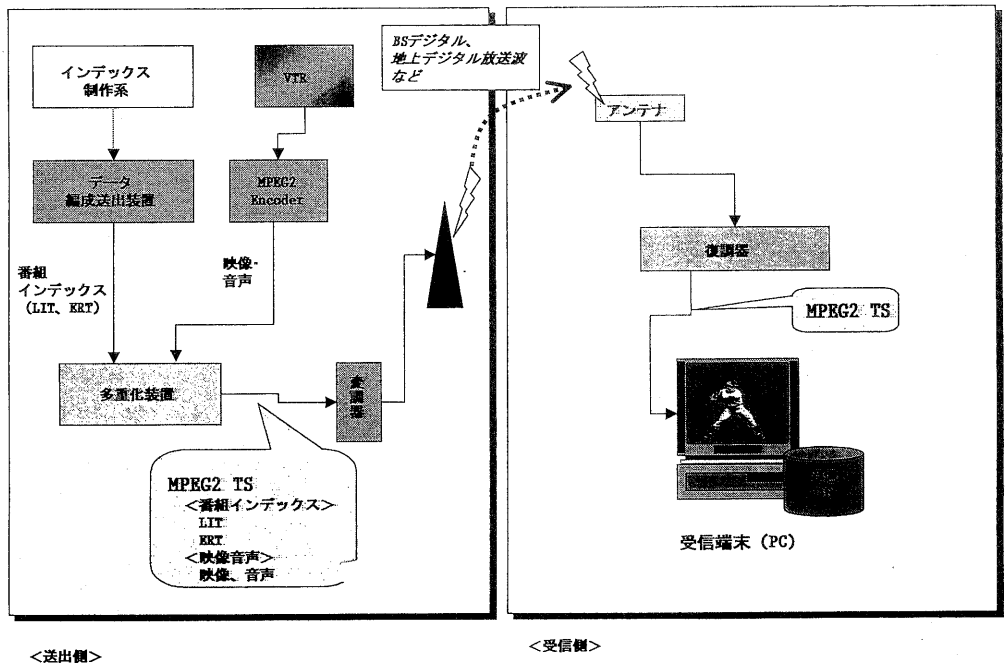 インデックス
制作系
VTR
BSデジタル、
地上デジタル放送波
など
アンテナ
データ
編成送出装置
MPEG2
Encoder
復調器
番組
インデックス
（LIT、ERT）
映像・
音声
MPEG2 TS
多重化装置
変調器
MPEG2 TS
＜番組インデックス＞
LIT
ERT
＜映像音声＞
映像、音声
受信端末（PC）
＜送出側＞
＜受信側＞